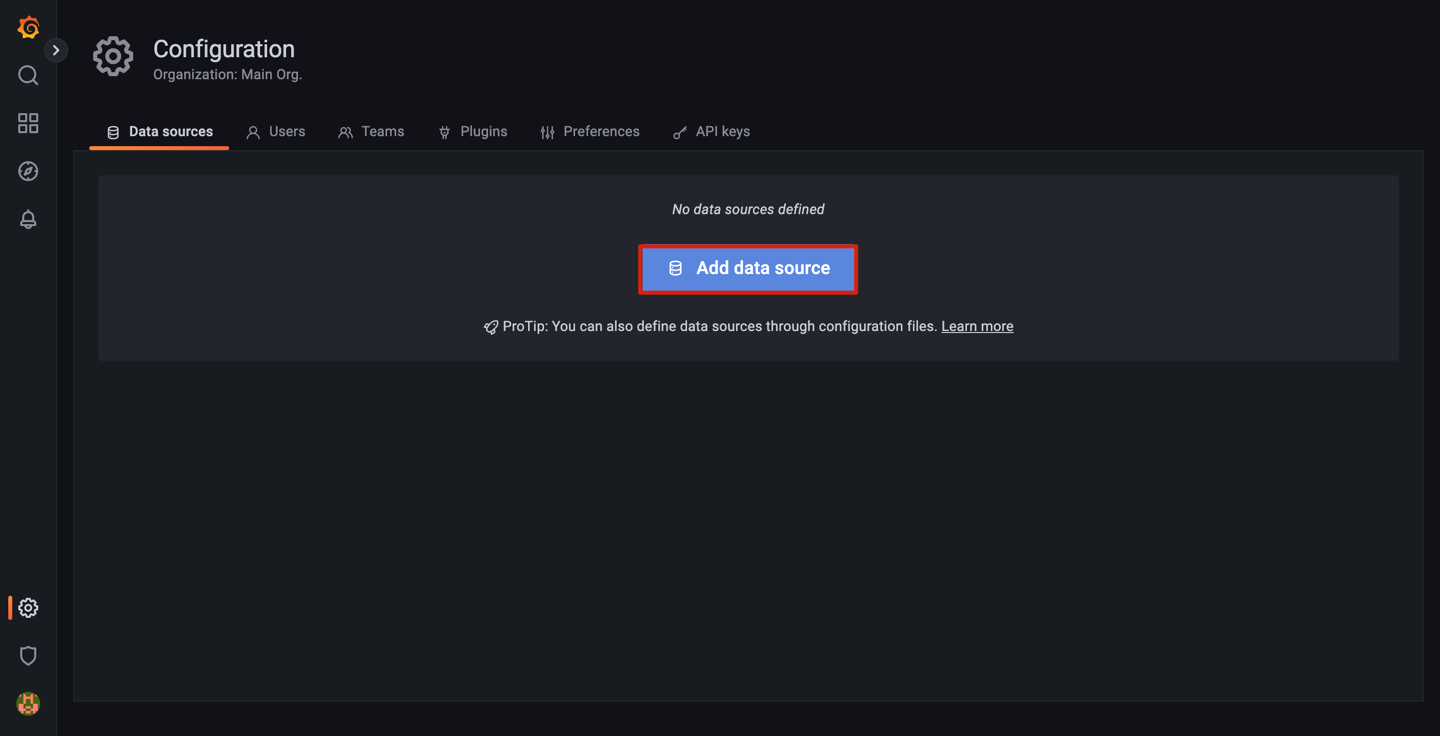 Configuration
Organization: Main Org.
Data sources
Users
Teams
Plugins
Preferences
API keys
No data sources defined
Add data source
ProTip: You can also define data sources through configuration files. Learn more